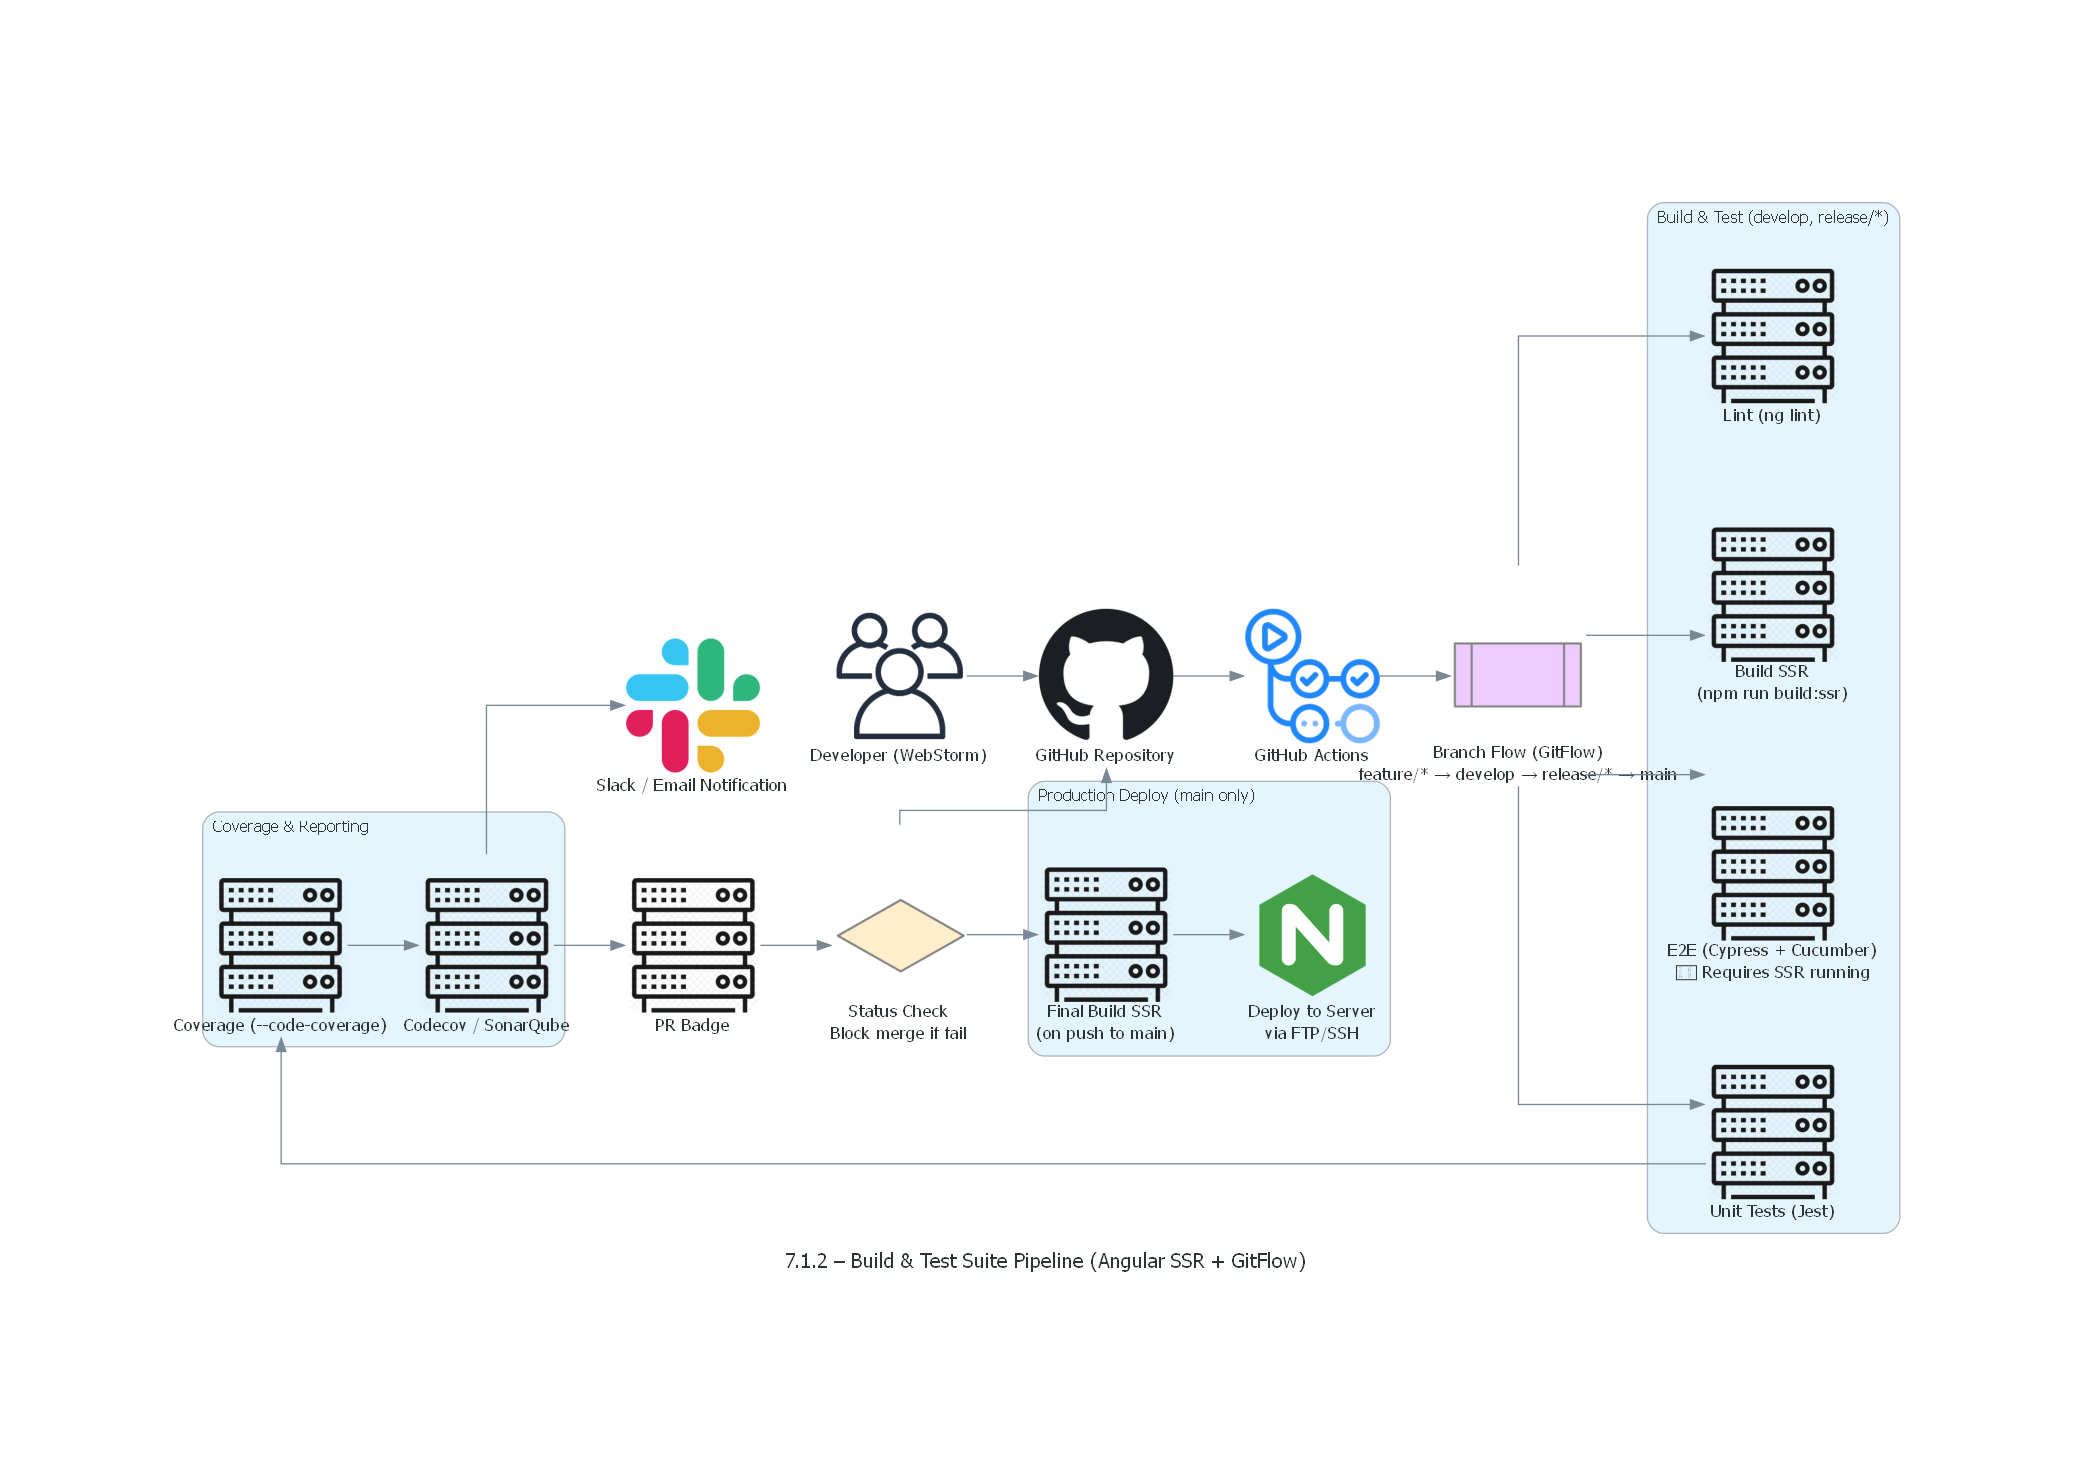 Build & Test (develop, release/*)
Lint (ng lint)
Build SSR
(npm run build:ssr)
Developer (WebStorm)
GitHub Repository
GitHub Actions
Branch Flow (GitFlow)
feature/* → develop → release/* → main
Slack / Email Notification
Production Deploy (main only)
Coverage & Reporting
E2E (Cypress + Cucumber)
Requires SSR running
Coverage (--code-coverage)
Codecov / SonarQube
PR Badge
Status Check
Block merge if fail
Final Build SSR
(on push to main)
Deploy to Server
via FTP/SSH
Unit Tests (Jest)
7.1.2 – Build & Test Suite Pipeline (Angular SSR + GitFlow)